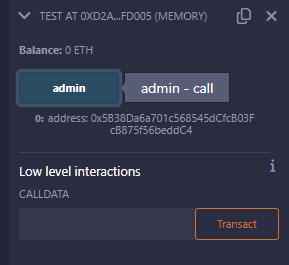 TEST AT 0XD2A...FD005 (MEMORY)
Balance: 0 ETH
admin
admin - call
0: address: 0x5B38Da6a701c568545dCfcB03F
cB875f56beddC4
Low level interactions
CALLDATA
Transact